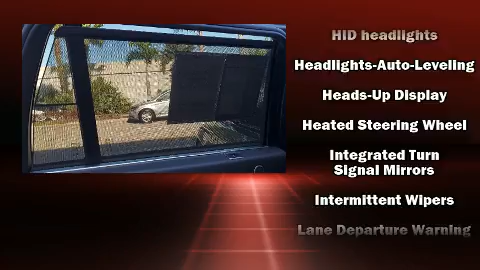 HID headlights
Headlights-Auto-Leveling
Heads-Up Display
Heated Steering Wheel
Integrated Turn
Signal Mirrors
Intermittent Wipers
Lane Departure Warning